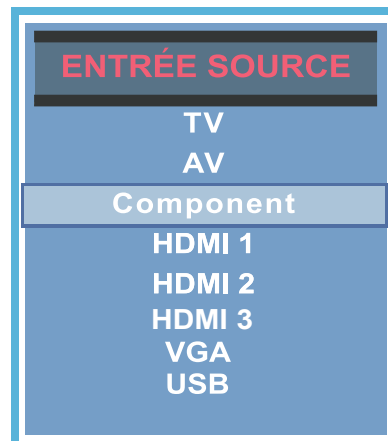 ENTRÉE SOURCE
TV
AV
Component
HDMI 1
HDMI 2
HDMI 3
VGA
USB